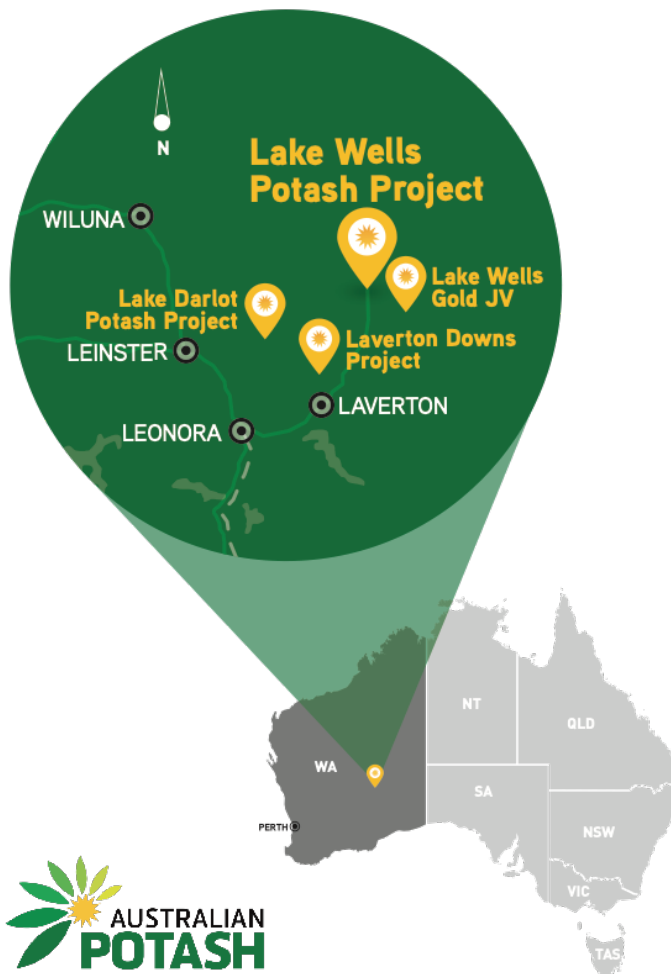 N
Lake Wells
Potash Project
WILUNA
Lake Wells
Gold JV
Lake Darlot
Potash Project
Laverton Downs
Project
LEINSTER
LAVERTON
LEONORA
NT
QLD
WA
SA
PERTH
NSW
VIC
TAS
AUSTRALIAN
POTASH